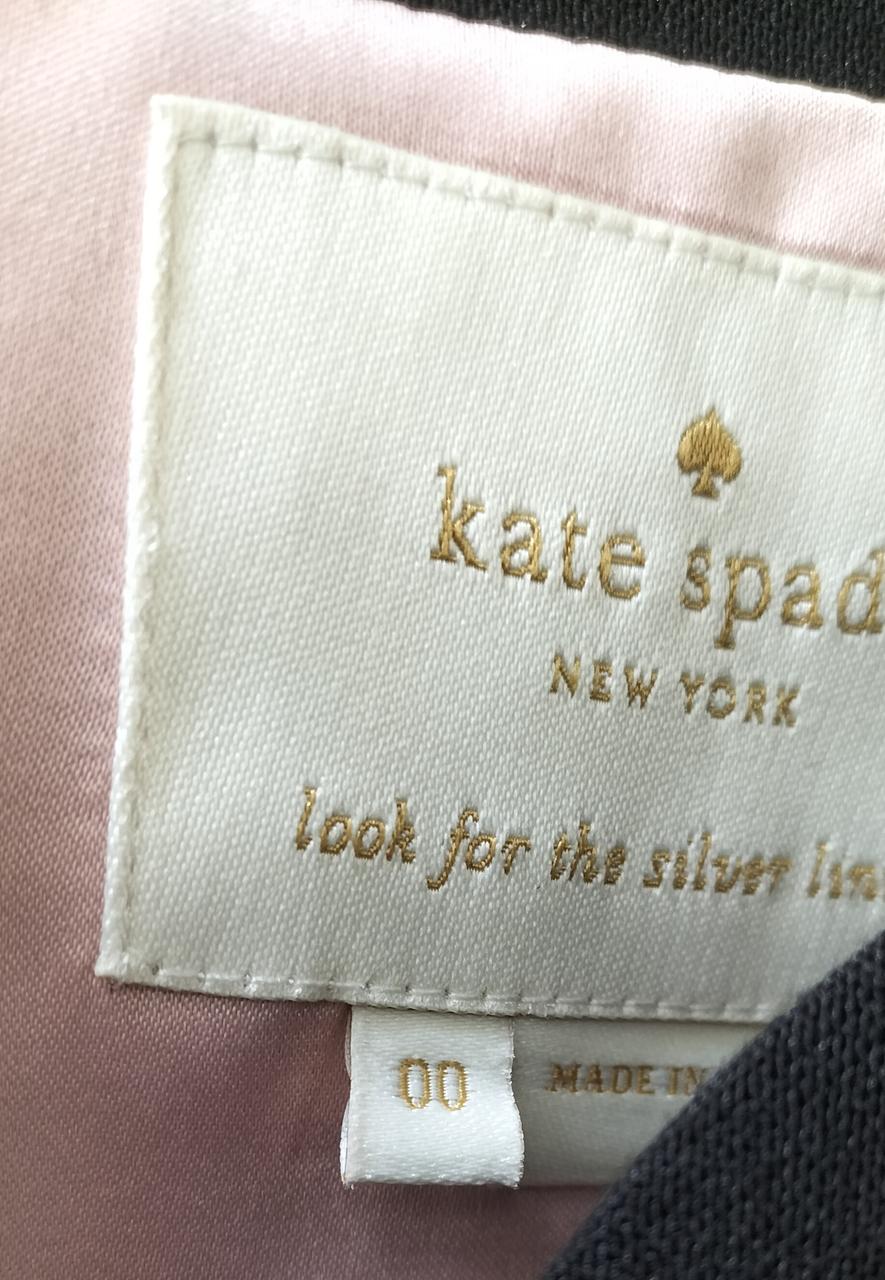 kate spad
NEW YORK
look for the silver lin
00
MADE IN